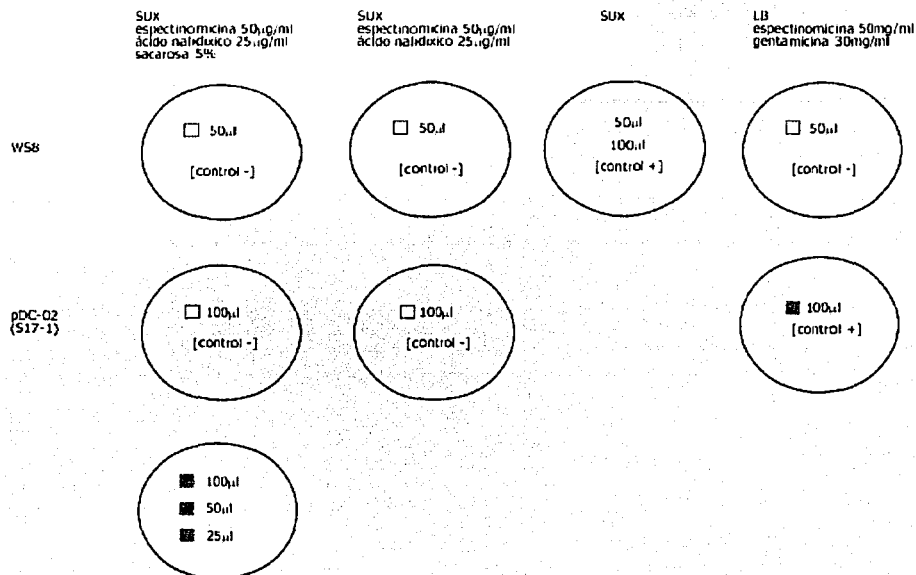 SUX
espectinomicina 50µg/ml
ácido nalidíxico 25µg/ml
sacarosa 5%
SUX
espectinomicina 50µg/ml
ácido nalidíxico 25µg/ml
SUX
LB
espectinomicina 50mg/ml
gentamicina 30mg/ml
WS8
50µl
[control -]
50µl
[control -]
50µl
100µl
[control +]
50µl
[control -]
pDC-02
(S17-1)
100µl
[control -]
100µl
[control -]
100µl
[control +]
100µl
50µl
25µl